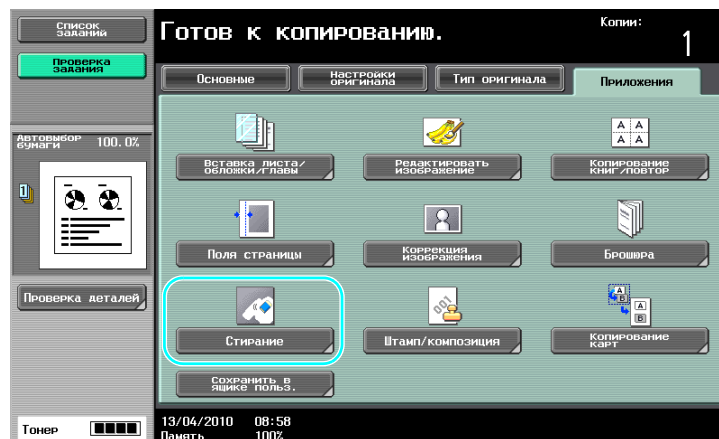 Список
заданий
Готов к копированию.
Копии:
1
Проверка
задания
Основные
Настройки
оригинала
Тип оригинала
Приложения
Автовыбор
бумаги
100.0%
1
Вставка листа/
обложки/главы
Редактировать
изображение
A A
A A
Копирование
книг/повтор
Поля страницы
Коррекция
изображения
Брошюра
Проверка деталей
Стирание
001
Штамп/композиция
A
B
A
B
Копирование
карт
Сохранить в
ящике польз.
Тонер
13/04/2010 08:58
Память 100%